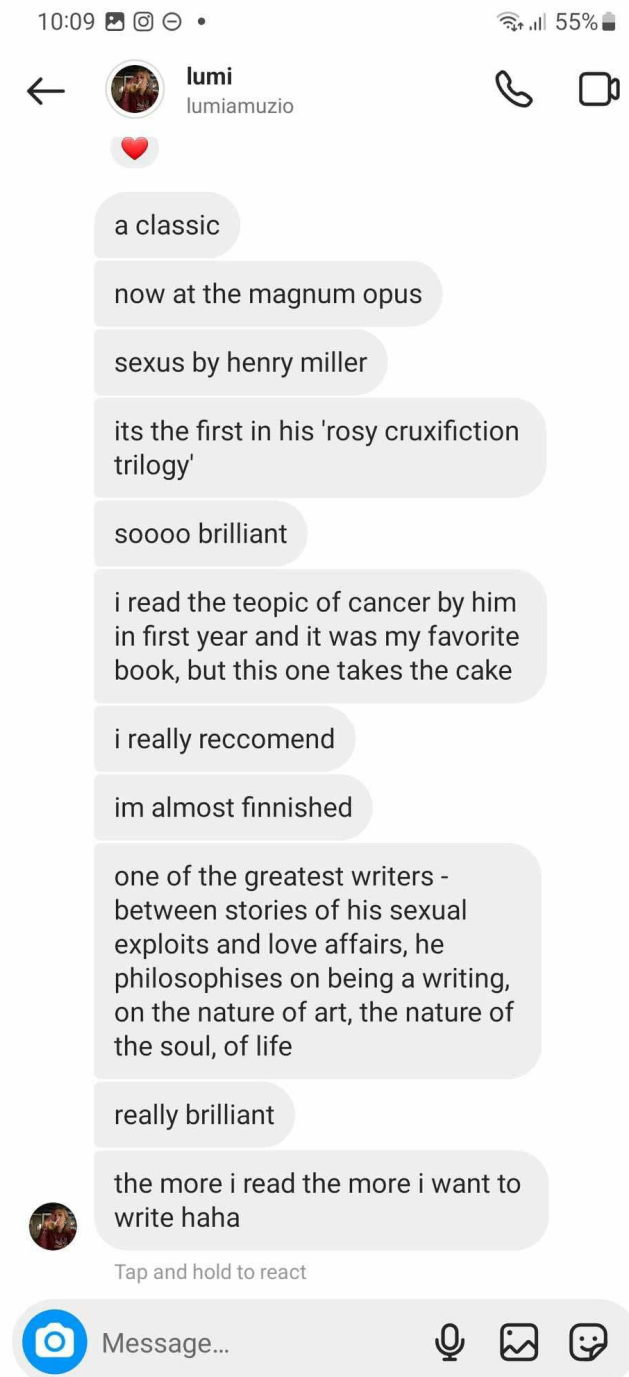 10:09
55%
lumi
lumiamuzio
a classic
now at the magnum opus
sexus by henry miller
its the first in his 'rosy cruxifiction
trilogy'
soooo brilliant
i read the teopic of cancer by him
in first year and it was my favorite
book, but this one takes the cake
i really reccomend
im almost finnished
one of the greatest writers -
between stories of his sexual
exploits and love affairs, he
philosophises on being a writing,
on the nature of art, the nature of
the soul, of life
really brilliant
the more i read the more i want to
write haha
Tap and hold to react
Message...